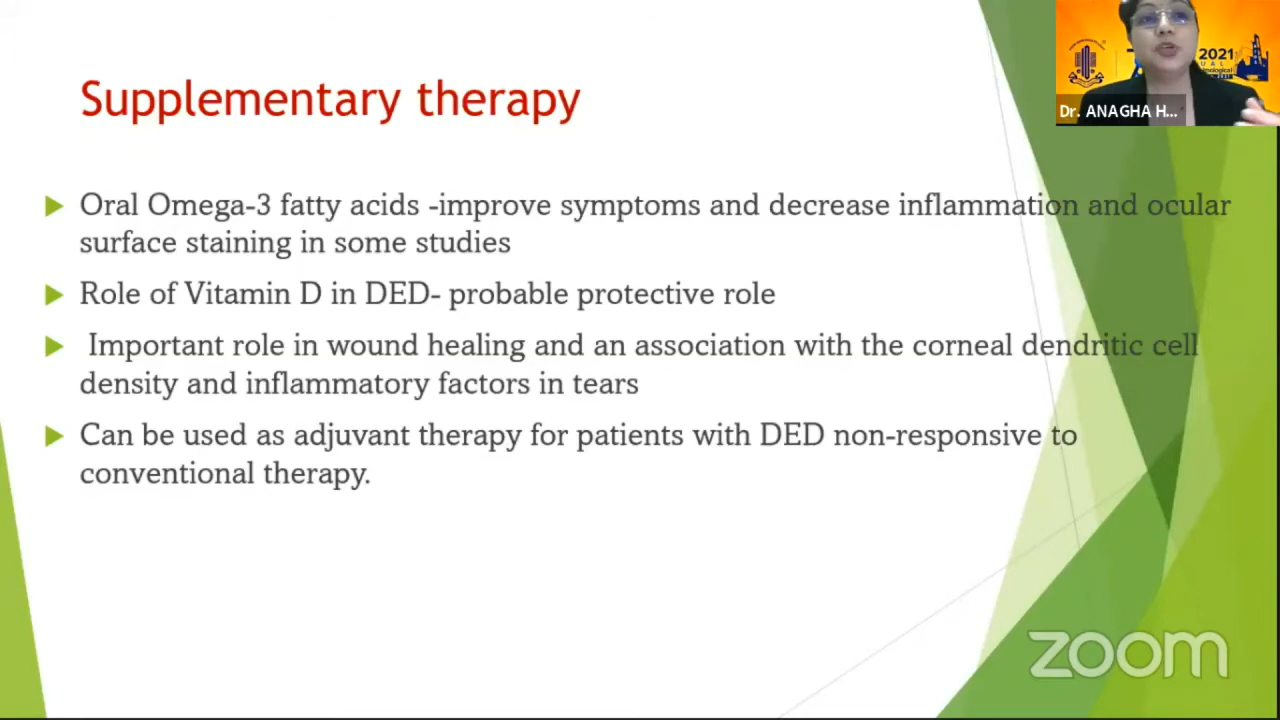 Supplementary therapy
Oral Omega-3 fatty acids -improve symptoms and decrease inflammation and ocular
surface staining in some studies
Role of Vitamin D in DED- probable protective role
Important role in wound healing and an association with the corneal dendritic cell
density and inflammatory factors in tears
Can be used as adjuvant therapy for patients with DED non-responsive to
conventional therapy.
2021
Dr. ANAGHA H...
zoom